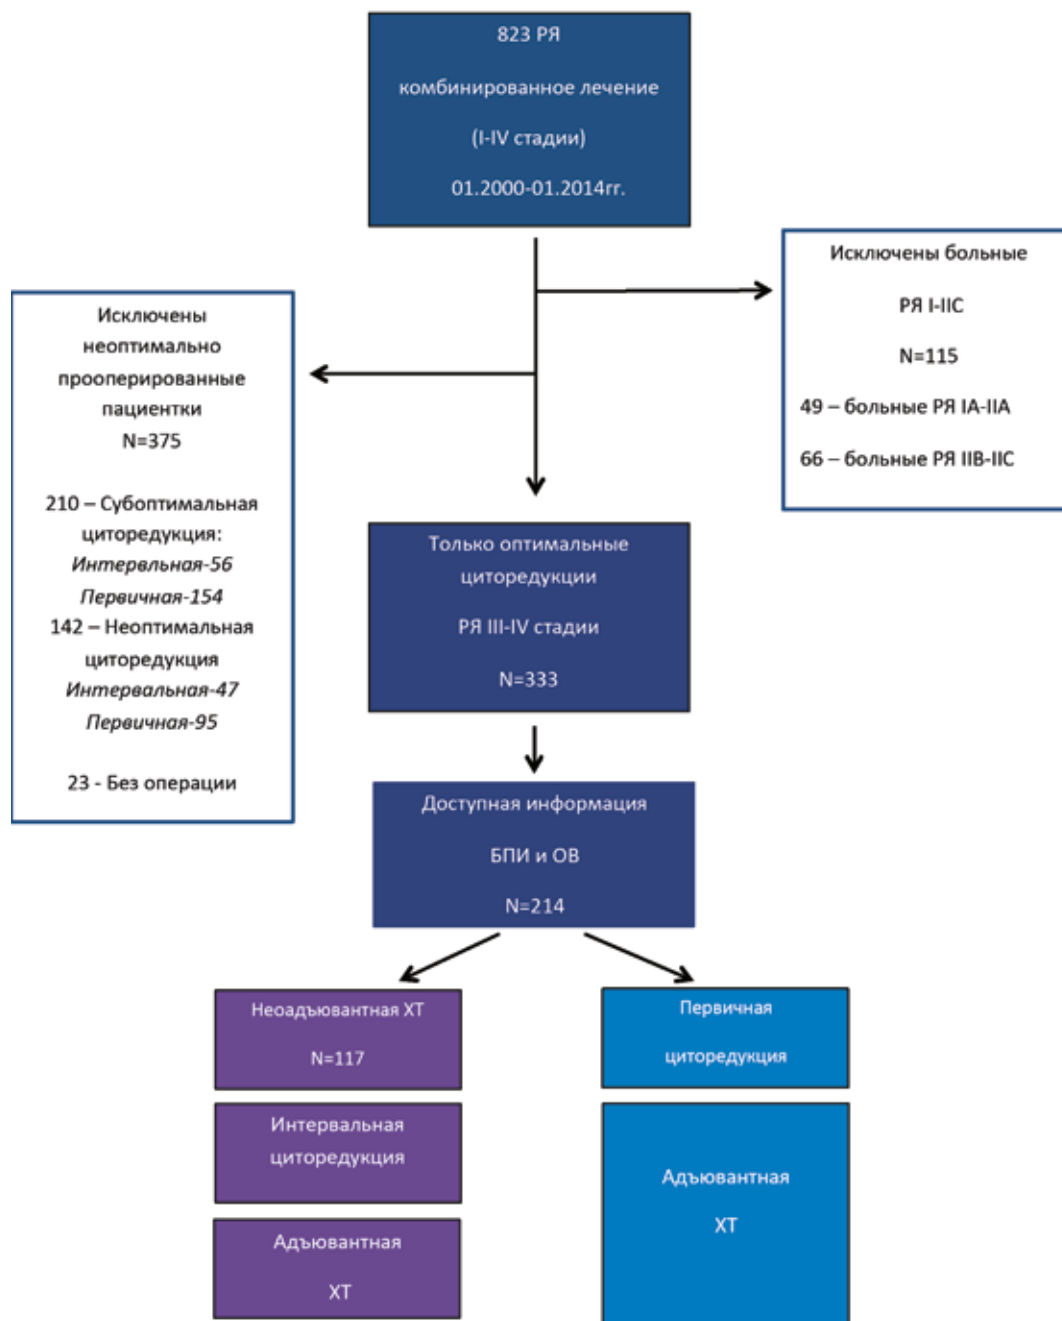 823 РЯ
комбинированное лечение
(I-IV стадии)
01.2000-01.2014гг.
Исключены больные
РЯ I-IIC
N=115
49 – больные РЯ IA-IIA
66 – больные РЯ IIB-IIC
Исключены
неоптимально
прооперированные
пациентки
N=375
210 – Субоптимальная
циторедукция:
Интервльная-56
Первичная-154
142 – Неоптимальная
циторедукция
Интервальная-47
Первичная-95
23 - Без операции
Только оптимальные
циторедукции
РЯ III-IV стадии
N=333
Доступная информация
БПИ и ОВ
N=214
Неоадъювантная ХТ
N=117
Интервальная
циторедукция
Адъювантная
ХТ
Первичная
циторедукция
Адъювантная
ХТ